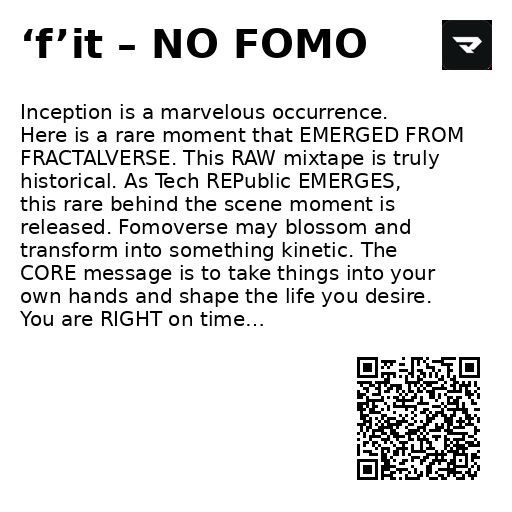 ‘f’it – NO FOMO
Inception is a marvelous occurrence.
Here is a rare moment that EMERGED FROM
FRACTALVERSE. This RAW mixtape is truly
historical. As Tech REPublic EMERGES,
this rare behind the scene moment is
released. Fomoverse may blossom and
transform into something kinetic. The
CORE message is to take things into your
own hands and shape the life you desire.
You are RIGHT on time...